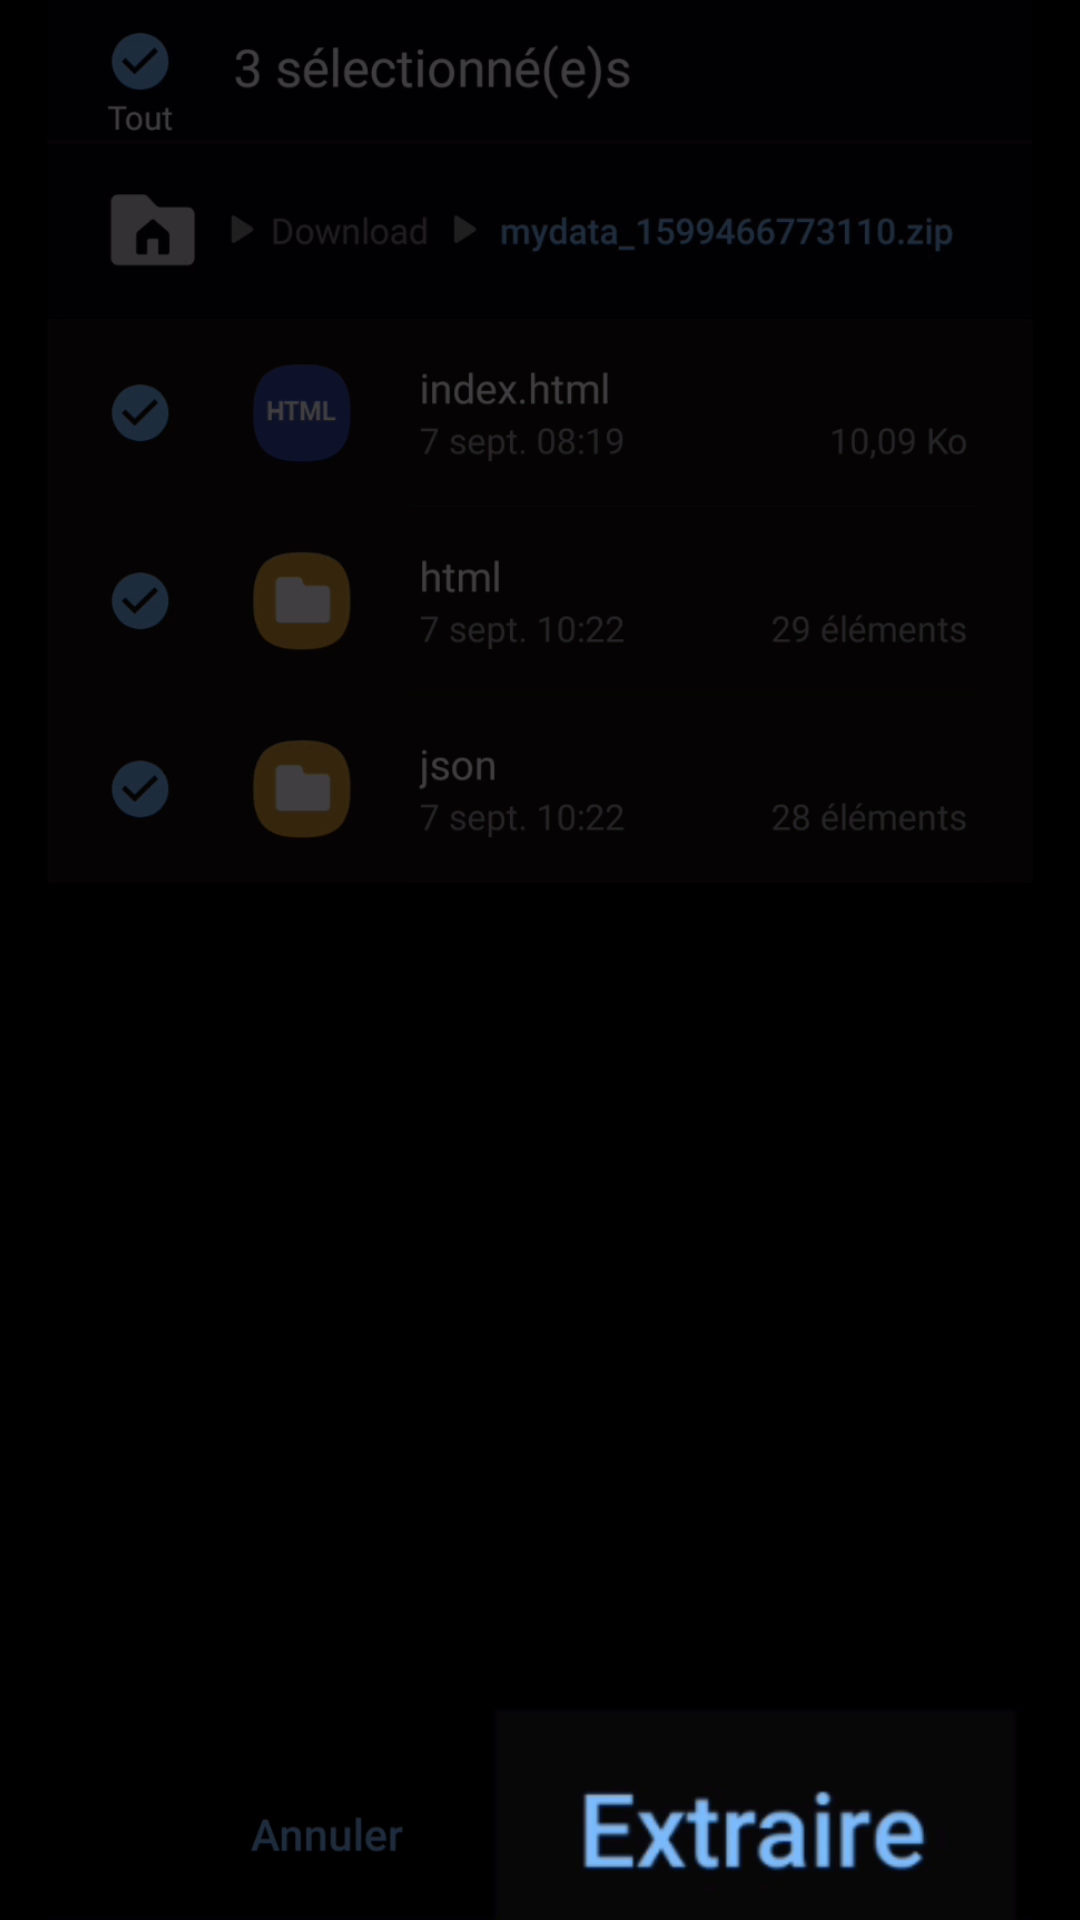 3 sélectionné(e)s
Tout
Download mydata_1599466773110.zip
HTML
index.html
7 sept. 08:19 10,09 Ko
html
7 sept. 10:22 29 éléments
json
7 sept. 10:22 28 éléments
Annuler Extraire